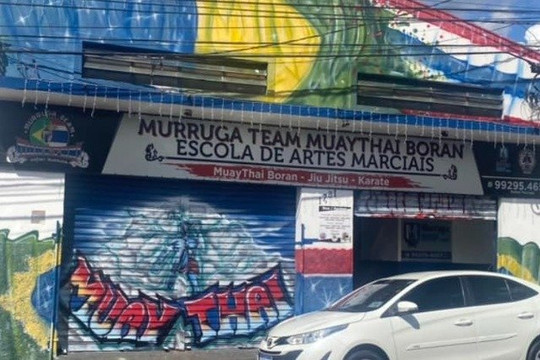 MURRUGA TEAM MUAYTHAI BORAN
ESCOLA DE ARTES MARCIAIS
MuayThai Boran - Jiu Jitsu - Karate
99295.46
MUAY THAI